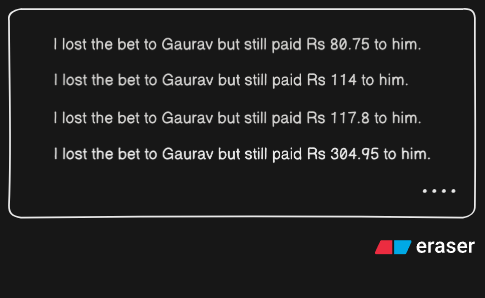 I lost the bet to Gaurav but still paid Rs 80.75 to him.
I lost the bet to Gaurav but still paid Rs 114 to him.
I lost the bet to Gaurav but still paid Rs 117.8 to him.
I lost the bet to Gaurav but still paid Rs 304.95 to him.
....
eraser